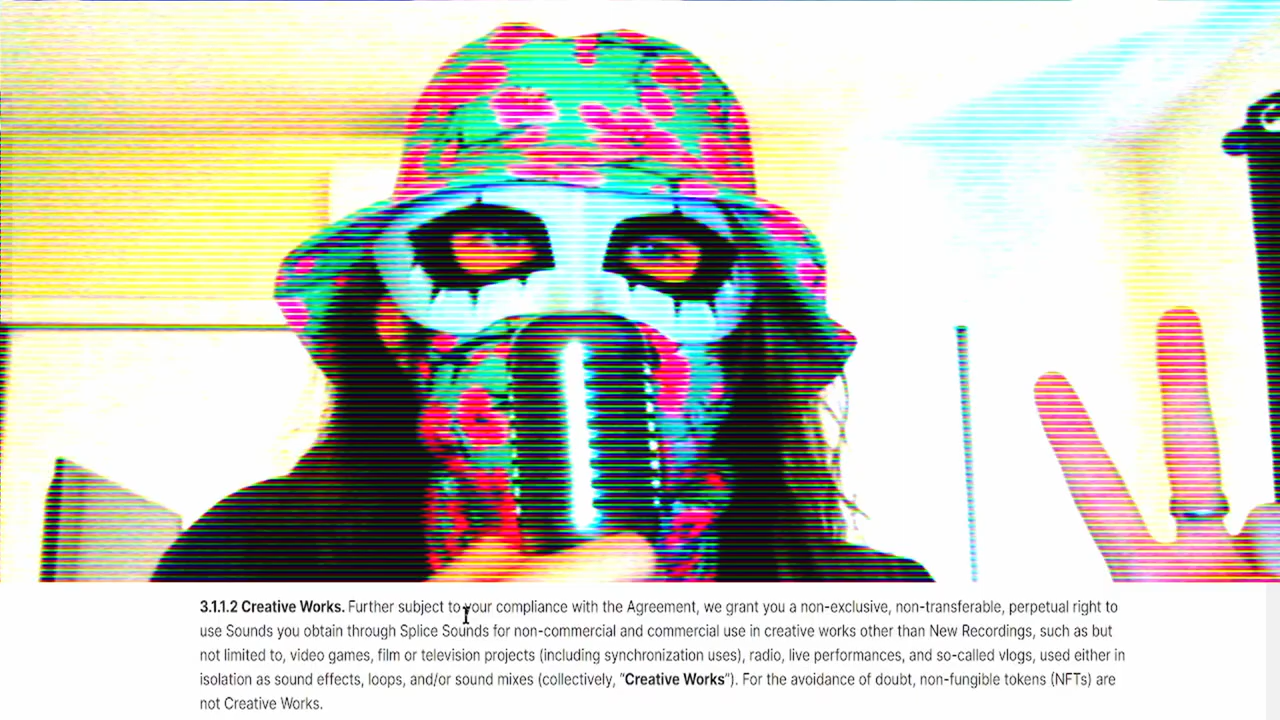 3.1.1.2 Creative Works. Further subject to your compliance with the Agreement, we grant you a non-exclusive, non-transferable, perpetual right to
use Sounds you obtain through Splice Sounds for non-commercial and commercial use in creative works other than New Recordings, such as but
not limited to, video games, film or television projects (including synchronization uses), radio, live performances, and so-called vlogs, used either in
isolation as sound effects, loops, and/or sound mixes (collectively, “Creative Works”). For the avoidance of doubt, non-fungible tokens (NFTs) are
not Creative Works.